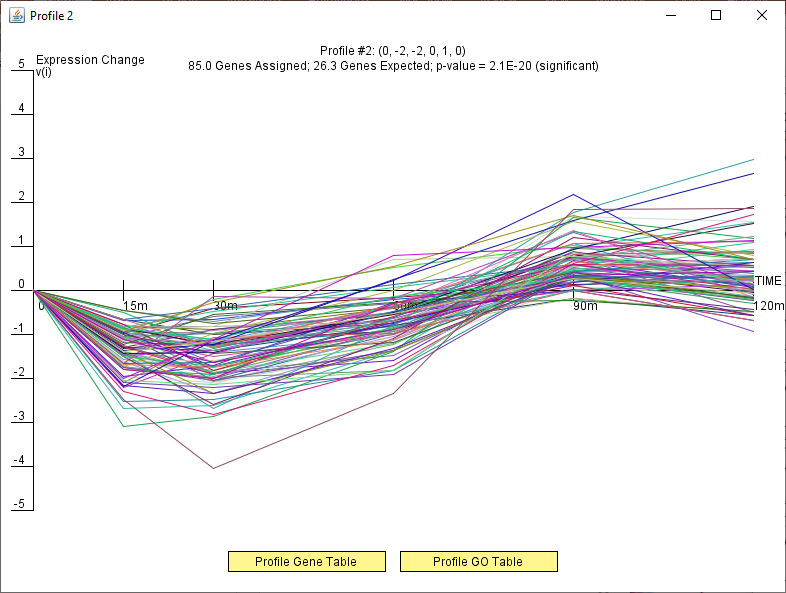 Profile 2
Profile #2: (0, -2, -2, 0, 1, 0)
85.0 Genes Assigned; 26.3 Genes Expected; p-value = 2.1E-20 (significant)
Expression Change
v(i)
5
4
3
2
1
0
-1
-2
-3
-4
-5
TIME
0 15m 30m 60m 90m 120m
Profile Gene Table Profile GO Table